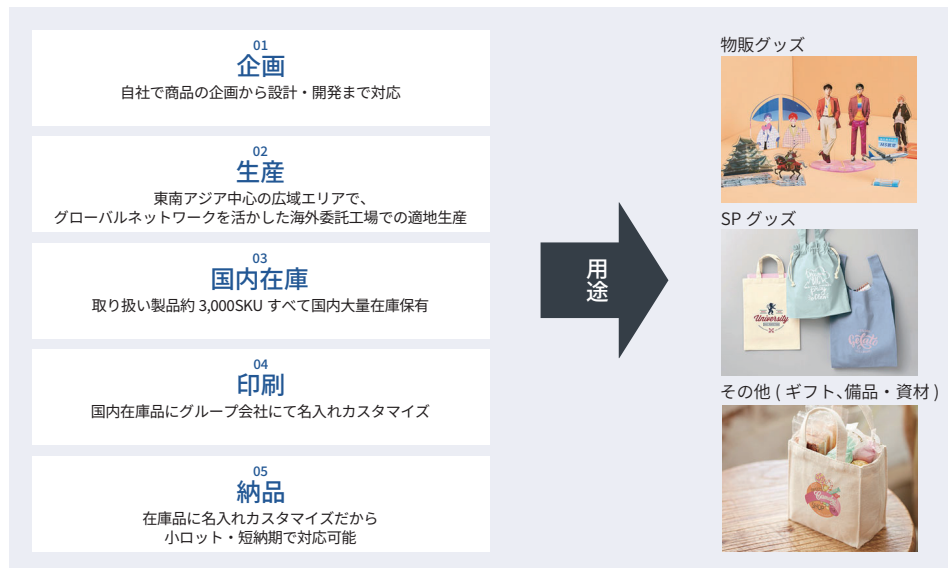 01
企画
自社で商品の企画から設計・開発まで対応
02
生産
東南アジア中心の広域エリアで、
グローバルネットワークを活かした海外委託工場での適地生産
03
国内在庫
取り扱い製品約 3,000SKU すべて国内大量在庫保有
04
印刷
国内在庫品にグループ会社にて名入れカスタマイズ
05
納品
在庫品に名入れカスタマイズだから
小ロット・短納期で対応可能
用途
物販グッズ
SP グッズ
University
その他 ( ギフト、備品・資材 )